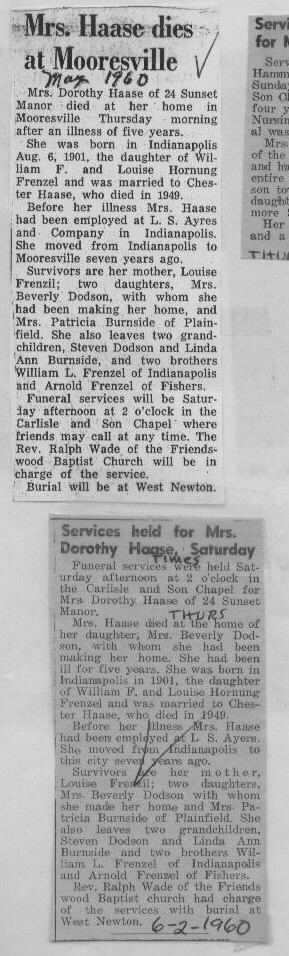 Mrs. Haase dies
at Mooresville
May 1960
Mrs. Dorothy Haase of 24 Sunset
Manor died at her home in
Mooresville Thursday morning
after an illness of five years.
She was born in Indianapplis
Aug. 6, 1901, the daughter of Wil-
liam F. and Louise Hornung
Frenzel and was married to Ches-
ter Haase, who died in 1949.
Before her illness Mrs. Haase
had been employed at L. S. Ayres
and Company in Indianapolis.
She moved from Indianapolis to
Mooresville seven years ago.
Survivors are her mother, Louise
Frenzil; two daughters, Mrs.
Beverly Dodson, with whom she
had been making her home, and
Mrs. Patricia Burnside of Plain-
field. She also leaves two grand-
children, Steven Dodson and Linda
Ann Burnside, and two brothers
William L. Frenzel of Indianapolis
and Arnold Frenzel of Fishers.
Funeral services will be Satur-
day afternoon at 2 o'clock in the
Carlisle and Son Chapel where
friends may call at any time. The
Rev. Ralph Wade of the Friends-
wood Baptist Church will be in
charge of the service.
Burial will be at West Newton.
Servi
for M
Serv
Hamm
Sunday
Son C
four y
Nursin
al was
Mrs.
of the
and h
entire
son to
daught
more
Her
and a
THUR
Services held for Mrs.
Dorothy Haase, Saturday
Times
Funeral services were held Sat-
urday afternoon at 2 o'clock in
the Carlisle and Son Chapel for
Mrs. Dorothy Haase of 24 Sunset
Manor.
THURS
Mrs. Haase died at the home of
her daughter, Mrs. Beverly Dod-
son, with whom she had been
making her home. She had been
ill for five years. She was born in
Indianapolis in 1901, the daughter
of William F. and Louise Hornung
Frenzel and was married to Ches-
ter Haase, who died in 1949.
Before her illness Mrs. Haase
had been employed at L. S. Ayers.
She moved from Indianapolis to
this city seven years ago.
Survivors are her mother,
Louise Frenzil; two daughters,
Mrs. Beverly Dodson with whom
she made her home and Mrs. Pa-
tricia Burnside of Plainfield. She
also leaves two grandchildren,
Steven Dodson and Linda Ann
Burnside and two brothers Wil-
liam L. Frenzel of Indianapolis
and Arnold Frenzel of Fishers.
Rev. Ralph Wade of the Friends
wood Baptist church had charge
of the services with burial at
West Newton.
6-2-1960